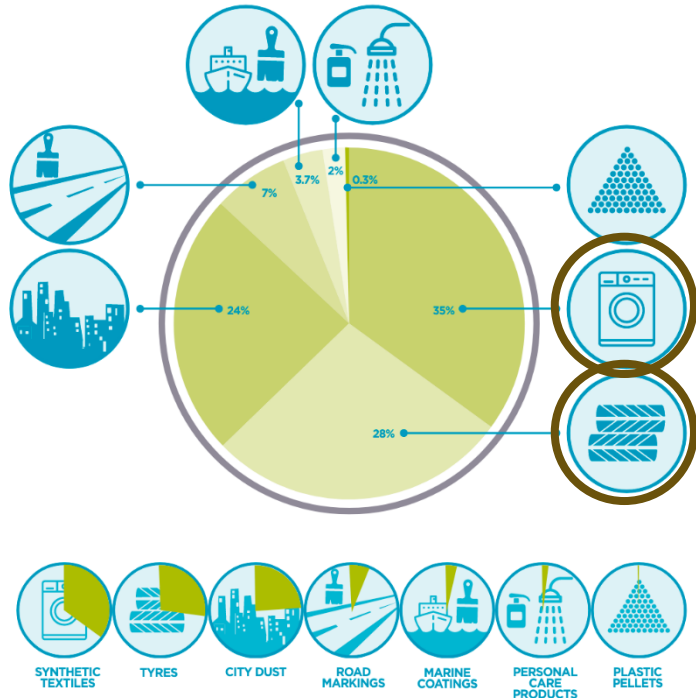 3.7%
2%
0.3%
7%
24%
35%
28%
SYNTHETIC
TEXTILES
TYRES
CITY DUST
ROAD
MARKINGS
MARINE
COATINGS
PERSONAL
CARE
PRODUCTS
PLASTIC
PELLETS